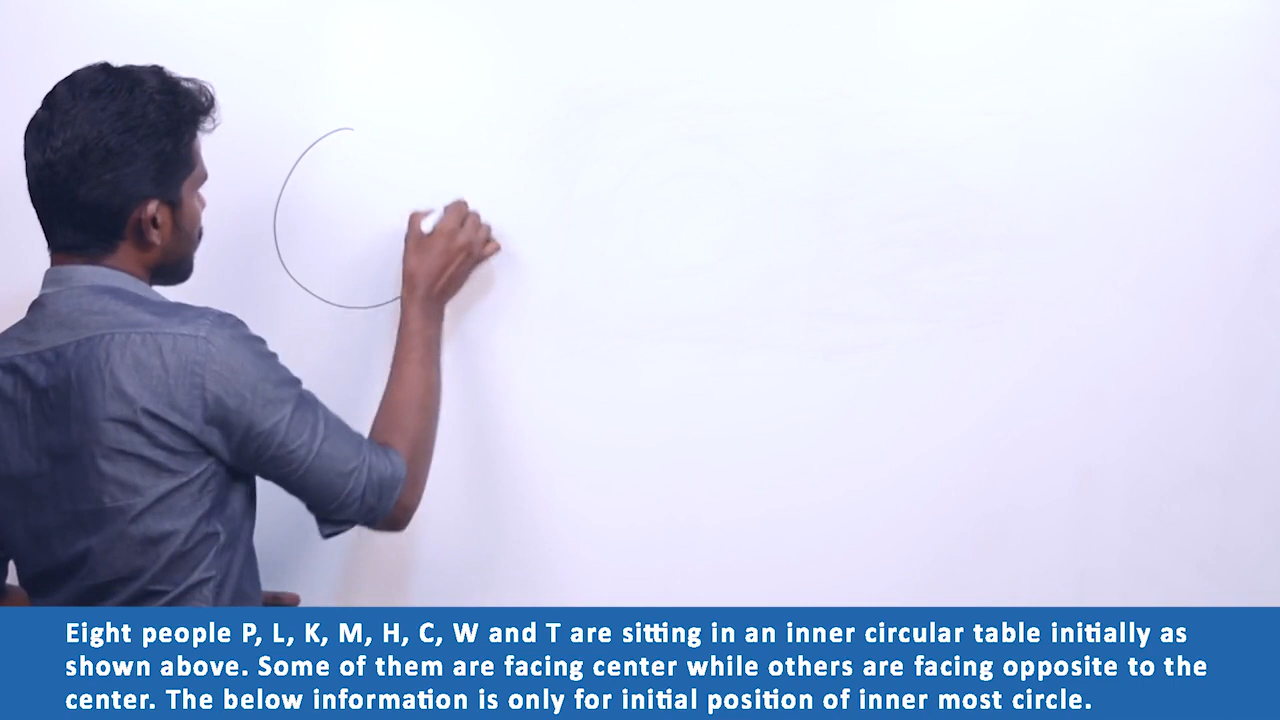 Eight people P, L, K, M, H, C, W and T are sitting in an inner circular table initially as
shown above. Some of them are facing center while others are facing opposite to the
center. The below information is only for initial position of inner most circle.